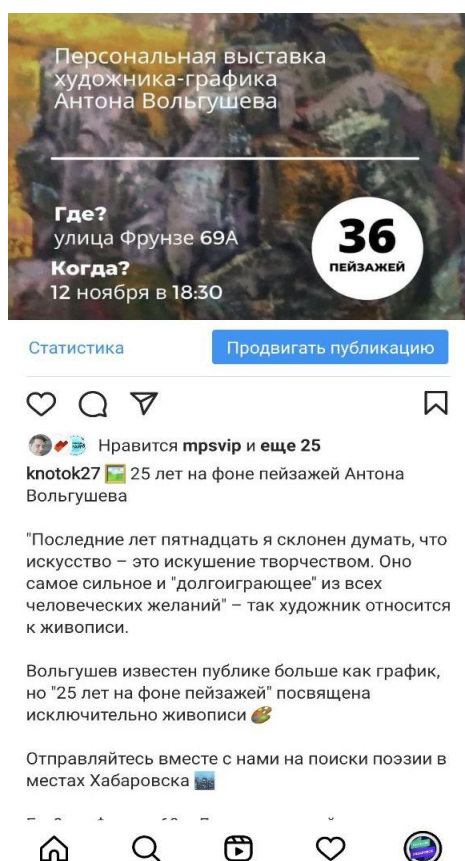 Персональная выставка
художника-графика
Антона Вольгушева
Где?
улица Фрунзе 69А
Когда?
12 ноября в 18:30
36
ПЕЙЗАЖЕЙ
Статистика
Продвигать публикацию
Нравится mpsvip и еще 25
knotok27 25 лет на фоне пейзажей Антона
Вольгушева
"Последние лет пятнадцать я склонен думать, что
искусство – это искушение творчеством. Оно
самое сильное и "долгоиграющее" из всех
человеческих желаний" – так художник относится
к живописи.
Вольгушев известен публике больше как график,
но "25 лет на фоне пейзажей" посвящена
исключительно живописи
Отправляйтесь вместе с нами на поиски поэзии в
местах Хабаровска